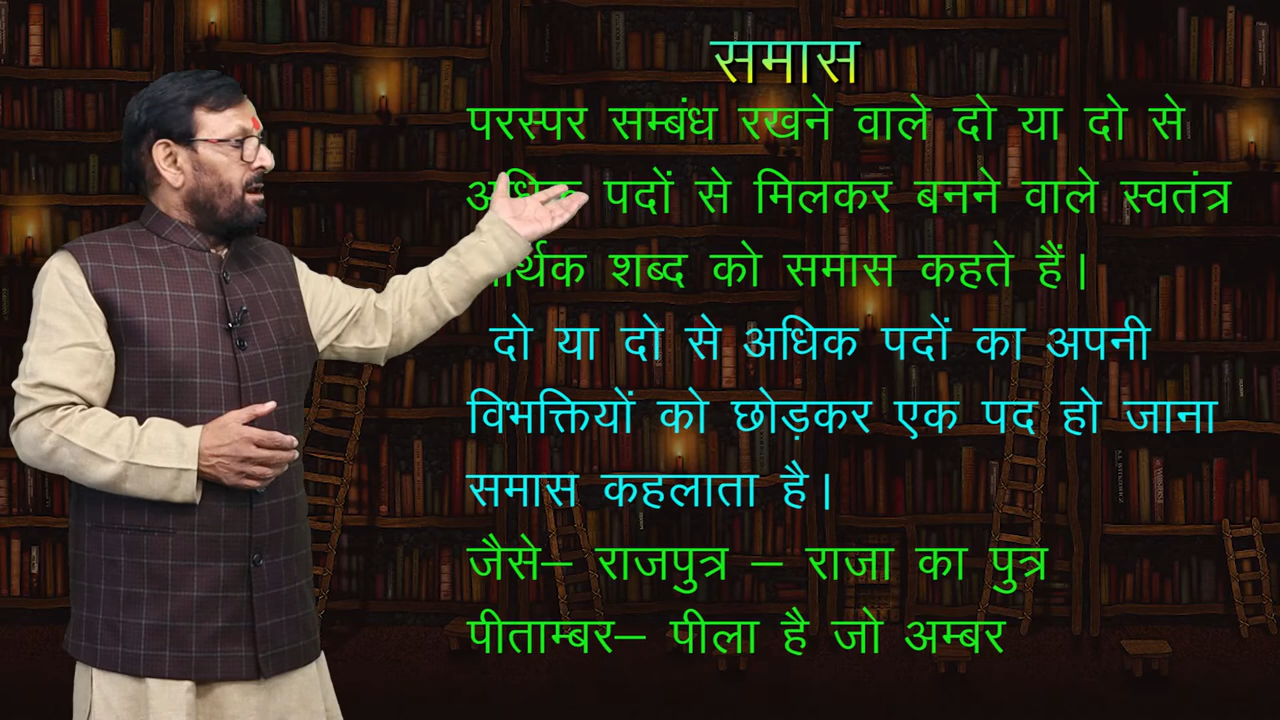 समास
परस्पर सम्बंध रखने वाले दो या दो से
अधिक पदों से मिलकर बनने वाले स्वतंत्र
शब्द को समास कहते हैं।
दो या दो से अधिक पदों का अपनी
विभक्तियों को छोड़कर एक पद हो जाना
समास कहलाता है।
जैसे– राजपुत्र – राजा का पुत्र
पीताम्बर– पीला है जो अम्बर